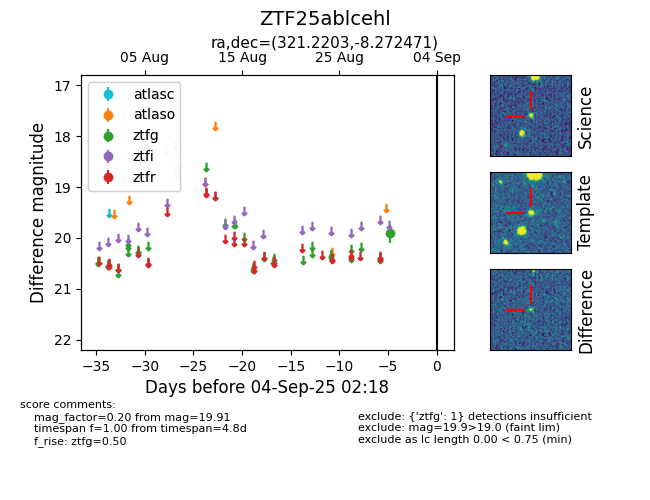 ZTF25ablcehl
ra,dec=(321.2203,-8.272471)
05 Aug
15 Aug
25 Aug
04 Sep
atlasc
atlaso
ztfg
ztfi
ztfr
17
18
19
20
21
22
Difference magnitude
−35
−30
−25
−20
−15
−10
−5
0
Days before 04-Sep-25 02:18
Science
Template
Difference
score comments:
mag_factor=0.20 from mag=19.91
timespan f=1.00 from timespan=4.8d
f_rise: ztfg=0.50
exclude: {'ztfg': 1} detections insufficient
exclude: mag=19.9>19.0 (faint lim)
exclude as lc length 0.00 < 0.75 (min)